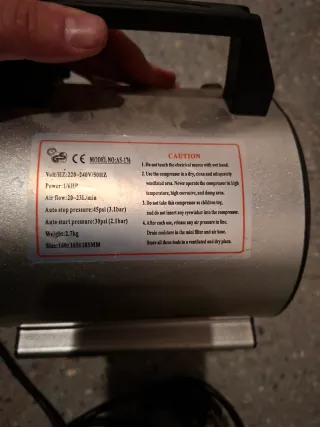 CE MODEL NO:AS-176
Volt/HZ:220-240V/50HZ
Power:1/6HP
Air flow:20-23L/min
Auto stop pressure:45psi (3.1bar)
Auto start pressure:30psi (2.1bar)
Weight:2.7kg
CAUTION
1. Do not touch the electrical source with wet hand.
2. Use the compressor in a dry, clean and adequately
ventilated area. Never operate the compressor in high
temperature, high corrosive, and damp area.
3. Do not take this compressor as children toy,
and do not insert any eyewinker into the compressor.
4. After each use, release any air pressure in line.
Drain moisture in the mini filter and air hose.
Store all these tools in a ventilated and dry place.